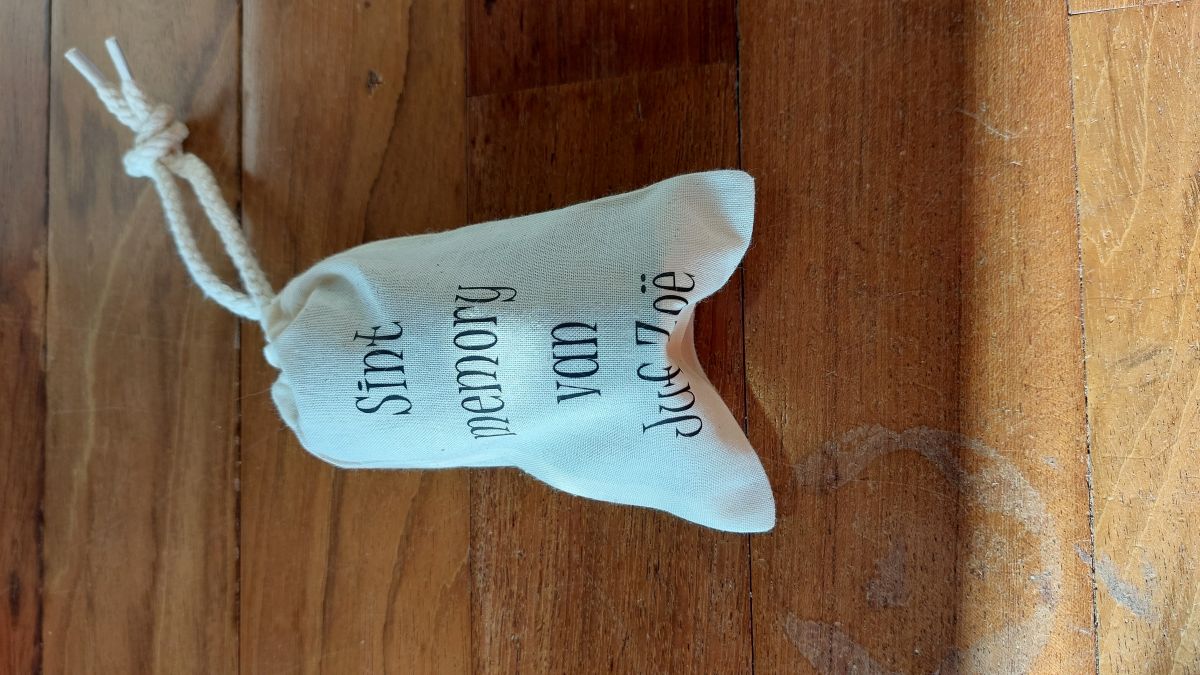 Sint
memory
van
Juf Zoë